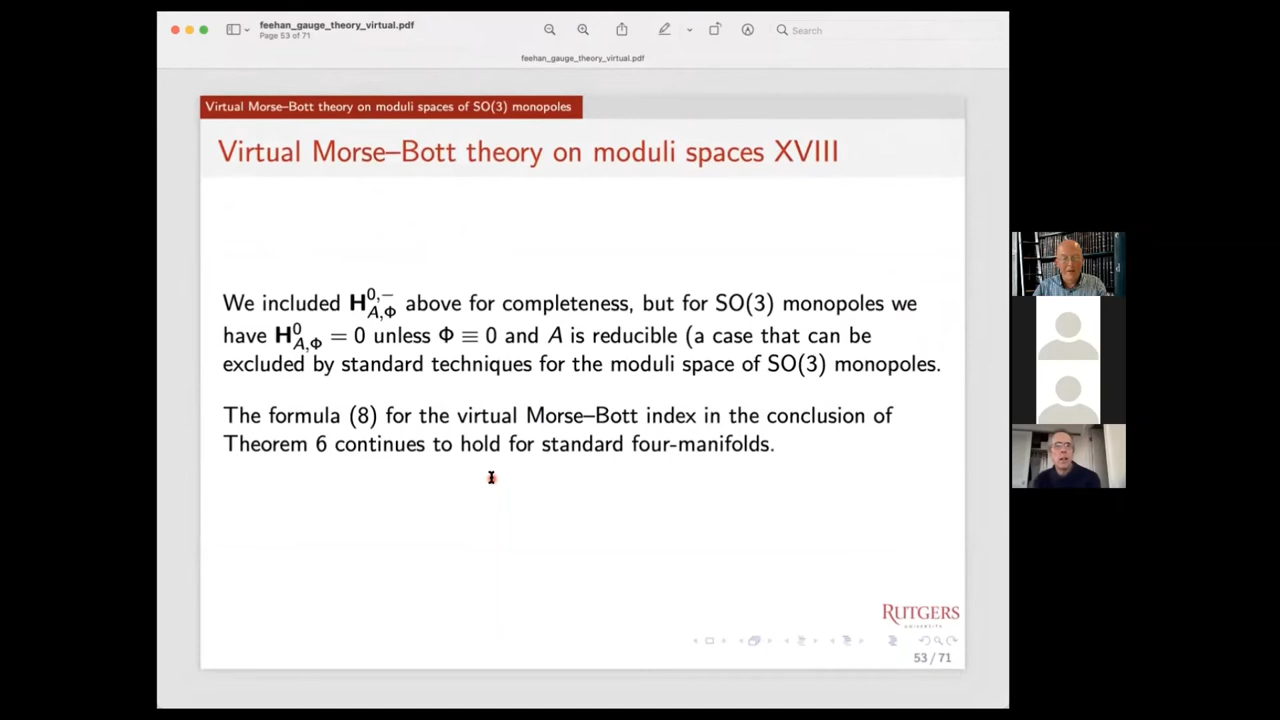 feehan_gauge_theory_virtual.pdf
Page 53 of 71
Search
feehan_gauge_theory_virtual.pdf
Virtual Morse–Bott theory on moduli spaces of SO(3) monopoles
Virtual Morse–Bott theory on moduli spaces XVIII
We included H^{0,−}_{A,Φ} above for completeness, but for SO(3) monopoles we
have H^0_{A,Φ} = 0 unless Φ ≡ 0 and A is reducible (a case that can be
excluded by standard techniques for the moduli space of SO(3) monopoles.
The formula (8) for the virtual Morse–Bott index in the conclusion of
Theorem 6 continues to hold for standard four-manifolds.
RUTGERS
UNIVERSITY
53 / 71